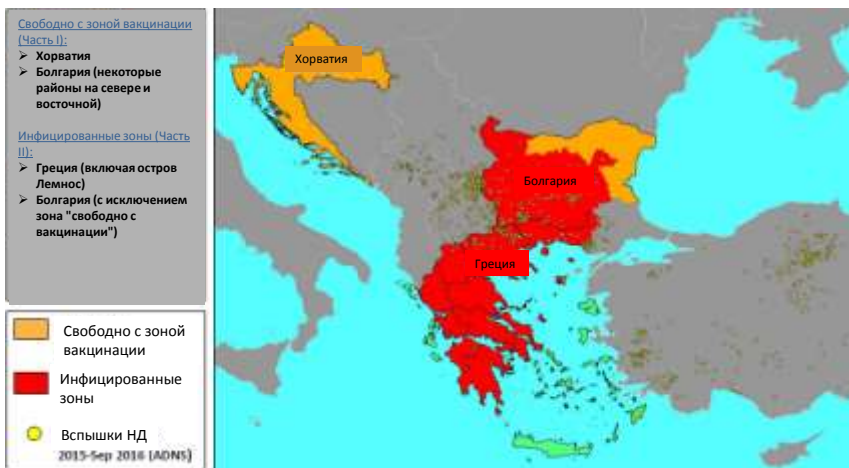 Свободно с зоной вакцинации
(Часть I):
➢ Хорватия
➢ Болгария (некоторые
районы на севере и
восточной)
Инфицированные зоны (Часть
II):
➢ Греция (включая остров
Лемнос)
➢ Болгария (с исключением
зона "свободно с
вакцинации")
Хорватия
Болгария
Греция
Свободно с зоной
вакцинации
Инфицированные
зоны
Вспышки НД
2015-Sep 2016 (ADNS)